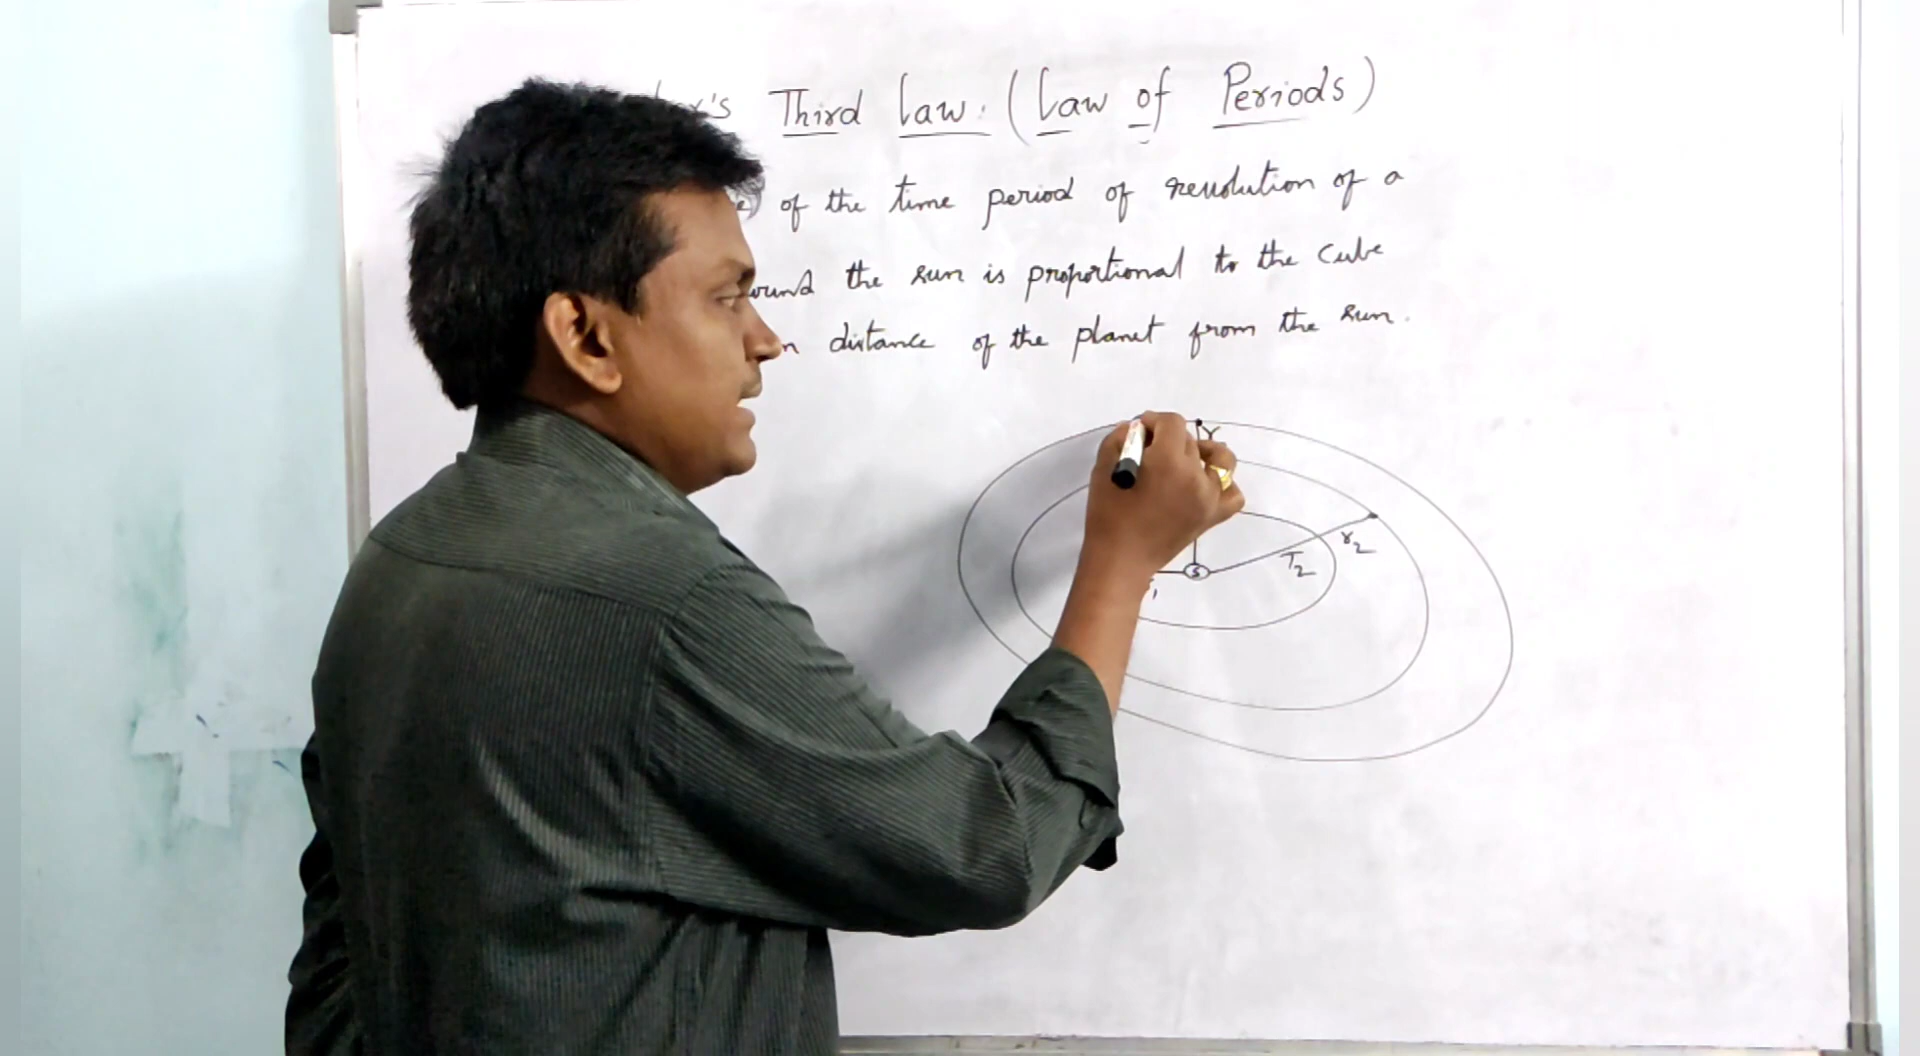 Third Law. (Law of Periods)
of the time period of revolution of a
the sun is proportional to the cube
distance of the planet from the sun.
r2
T2
S